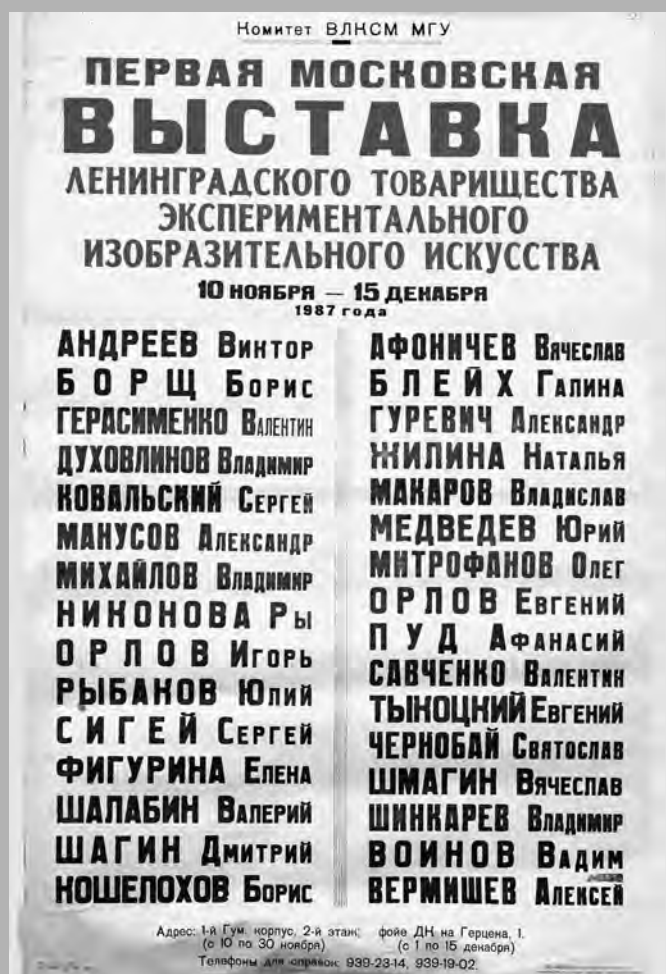 Комитет ВЛКСМ МГУ
ПЕРВАЯ МОСКОВСКАЯ
ВЫСТАВКА
ЛЕНИНГРАДСКОГО ТОВАРИЩЕСТВА
ЭКСПЕРИМЕНТАЛЬНОГО
ИЗОБРАЗИТЕЛЬНОГО ИСКУССТВА
10 НОЯБРЯ — 15 ДЕКАБРЯ
1987 года
АНДРЕЕВ Виктор
БОРЩ Борис
ГЕРАСИМЕНКО Валентин
ДУХОВЛИНОВ Владимир
КОВАЛЬСКИЙ Сергей
МАНУСОВ Александр
МИХАЙЛОВ Владимир
НИКОНОВА Ры
ОРЛОВ Игорь
РЫБАКОВ Юлий
СИГЕЙ Сергей
ФИГУРИНА Елена
ШАЛАБИН Валерий
ШАГИН Дмитрий
КОШЕЛОХОВ Борис
АФОНИЧЕВ Вячеслав
БЛЕЙХ Галина
ГУРЕВИЧ Александр
ЖИЛИНА Наталья
МАКАРОВ Владислав
МЕДВЕДЕВ Юрий
МИТРОФАНОВ Олег
ОРЛОВ Евгений
ПУД Афанасий
САВЧЕНКО Валентин
ТЫКОЦКИЙ Евгений
ЧЕРНОБАЙ Святослав
ШМАГИН Вячеслав
ШИНКАРЕВ Владимир
ВОИНОВ Вадим
ВЕРМИШЕВ Алексей
Адрес: 1-й Гум. корпус, 2-й этаж; фойе ДК на Герцена, 1.
(с 10 по 30 ноября) (с 1 по 15 декабря)
Телефоны для справок: 939-23-14, 939-19-02